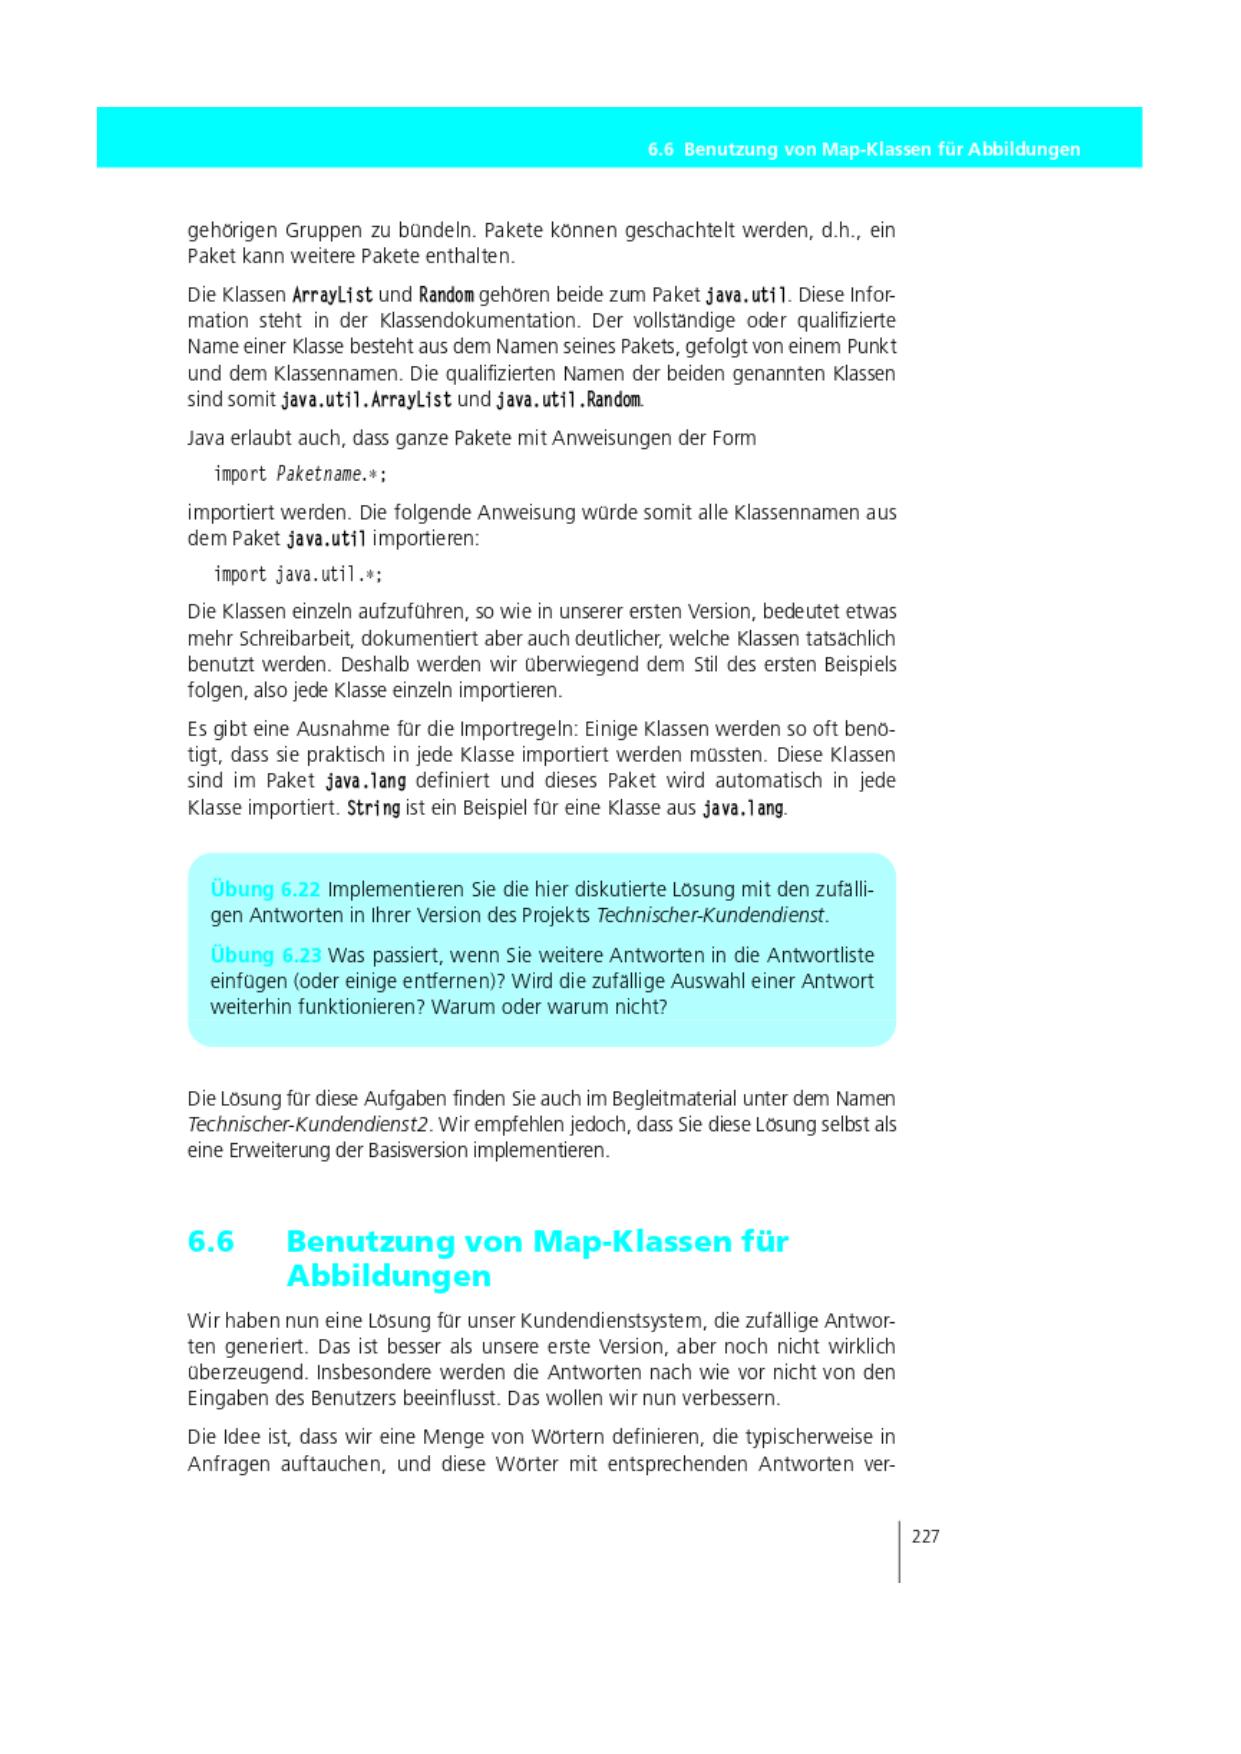 6.6 Benutzung von Map-Klassen für Abbildungen
gehörigen Gruppen zu bündeln. Pakete können geschachtelt werden, d.h., ein
Paket kann weitere Pakete enthalten.
Die Klassen ArrayList und Random gehören beide zum Paket java.util. Diese Infor-
mation steht in der Klassendokumentation. Der vollständige oder qualifizierte
Name einer Klasse besteht aus dem Namen seines Pakets, gefolgt von einem Punkt
und dem Klassennamen. Die qualifizierten Namen der beiden genannten Klassen
sind somit java.util.ArrayList und java.util.Random.
Java erlaubt auch, dass ganze Pakete mit Anweisungen der Form
import Paketname.*;
importiert werden. Die folgende Anweisung würde somit alle Klassennamen aus
dem Paket java.util importieren:
import java.util.*;
Die Klassen einzeln aufzuführen, so wie in unserer ersten Version, bedeutet etwas
mehr Schreibarbeit, dokumentiert aber auch deutlicher, welche Klassen tatsächlich
benutzt werden. Deshalb werden wir überwiegend dem Stil des ersten Beispiels
folgen, also jede Klasse einzeln importieren.
Es gibt eine Ausnahme für die Importregeln: Einige Klassen werden so oft benö-
tigt, dass sie praktisch in jede Klasse importiert werden müssten. Diese Klassen
sind im Paket java.lang definiert und dieses Paket wird automatisch in jede
Klasse importiert. String ist ein Beispiel für eine Klasse aus java.lang.
Übung 6.22 Implementieren Sie die hier diskutierte Lösung mit den zufälli-
gen Antworten in Ihrer Version des Projekts Technischer-Kundendienst.
Übung 6.23 Was passiert, wenn Sie weitere Antworten in die Antwortliste
einfügen (oder einige entfernen)? Wird die zufällige Auswahl einer Antwort
weiterhin funktionieren? Warum oder warum nicht?
Die Lösung für diese Aufgaben finden Sie auch im Begleitmaterial unter dem Namen
Technischer-Kundendienst2. Wir empfehlen jedoch, dass Sie diese Lösung selbst als
eine Erweiterung der Basisversion implementieren.
6.6 Benutzung von Map-Klassen für
Abbildungen
Wir haben nun eine Lösung für unser Kundendienstsystem, die zufällige Antwor-
ten generiert. Das ist besser als unsere erste Version, aber noch nicht wirklich
überzeugend. Insbesondere werden die Antworten nach wie vor nicht von den
Eingaben des Benutzers beeinflusst. Das wollen wir nun verbessern.
Die Idee ist, dass wir eine Menge von Wörtern definieren, die typischerweise in
Anfragen auftauchen, und diese Wörter mit entsprechenden Antworten ver-
227